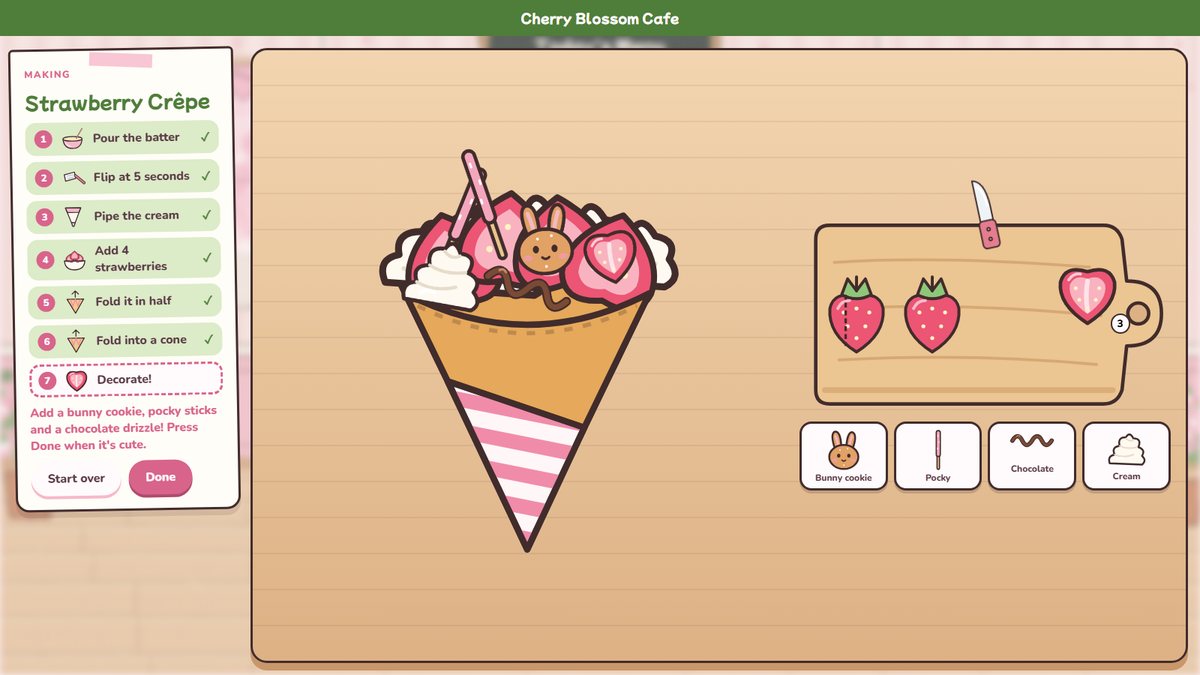 Cherry Blossom Cafe
MAKING
Strawberry Crêpe
1 Pour the batter ✓
2 Flip at 5 seconds ✓
3 Pipe the cream ✓
4 Add 4
strawberries ✓
5 Fold it in half ✓
6 Fold into a cone ✓
7 Decorate!
Add a bunny cookie, pocky sticks
and a chocolate drizzle! Press
Done when it's cute.
Start over
Done
3
Bunny cookie
Pocky
Chocolate
Cream